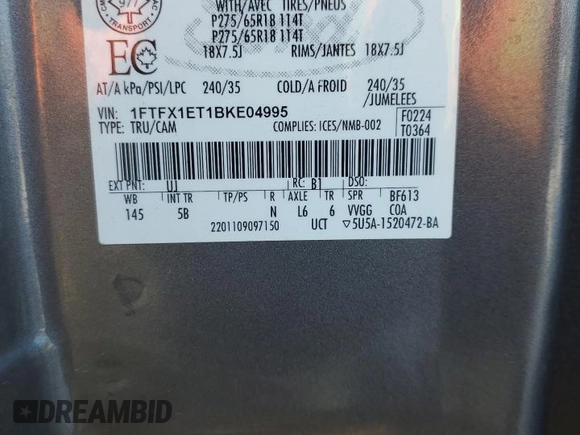 WITH/AVEC TIRES/PNEUS
P275/65R18 114T
P275/65R18 114T
18X7.5J RIMS/JANTES 18X7.5J
TRANSPORT
EC
AT/A kPa/PSI/LPC 240/35 COLD/A FROID 240/35
/JUMELEES
VIN: 1FTFX1ET1BKE04995
TYPE: TRU/CAM COMPLIES: ICES/NMB-002
F0224
T0364
EXT PNT: UJ RC: B1 DSO:
WB INT TR TP/PS R AXLE TR SPR BF613
145 5B N L6 6 VVGG COA
2201109097150 UCT ▽5U5A-1520472-BA
DREAMBID